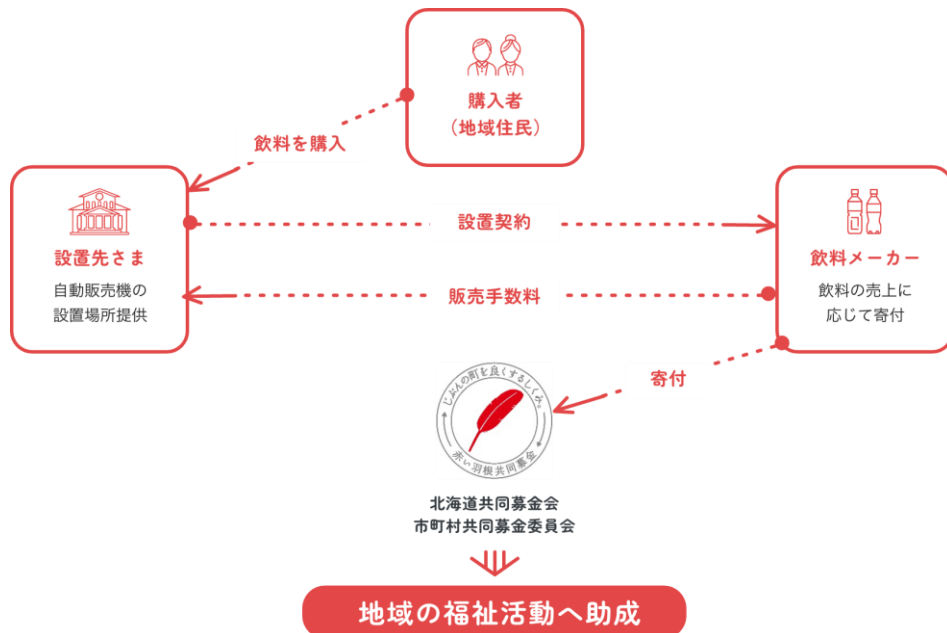 購入者
（地域住民）
飲料を購入
設置先さま
自動販売機の
設置場所提供
設置契約
販売手数料
飲料メーカー
飲料の売上に
応じて寄付
寄付
じぶんの町を良くするしくみ。
赤い羽根共同募金
北海道共同募金会
市町村共同募金委員会
地域の福祉活動へ助成